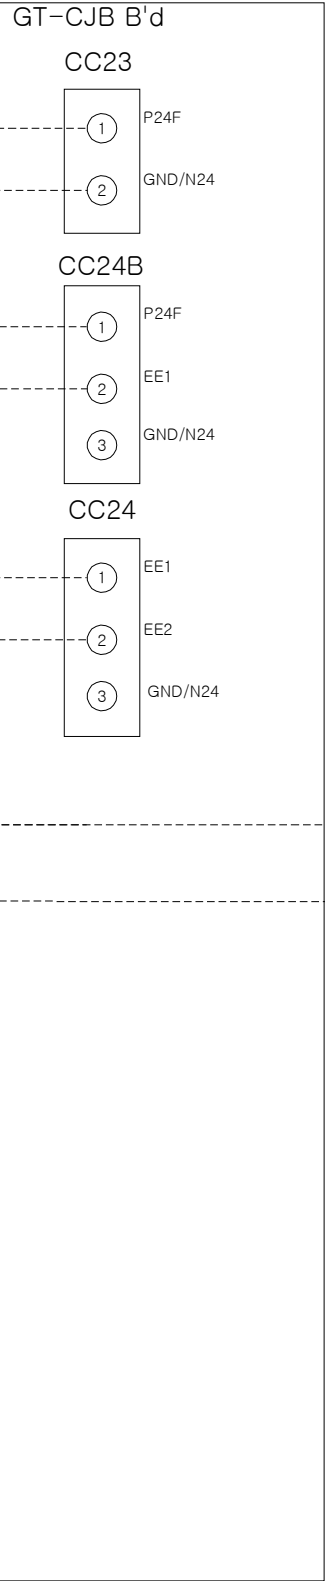 GT-CJB B'd
CC23
1 P24F
2 GND/N24
CC24B
1 P24F
2 EE1
3 GND/N24
CC24
1 EE1
2 EE2
3 GND/N24